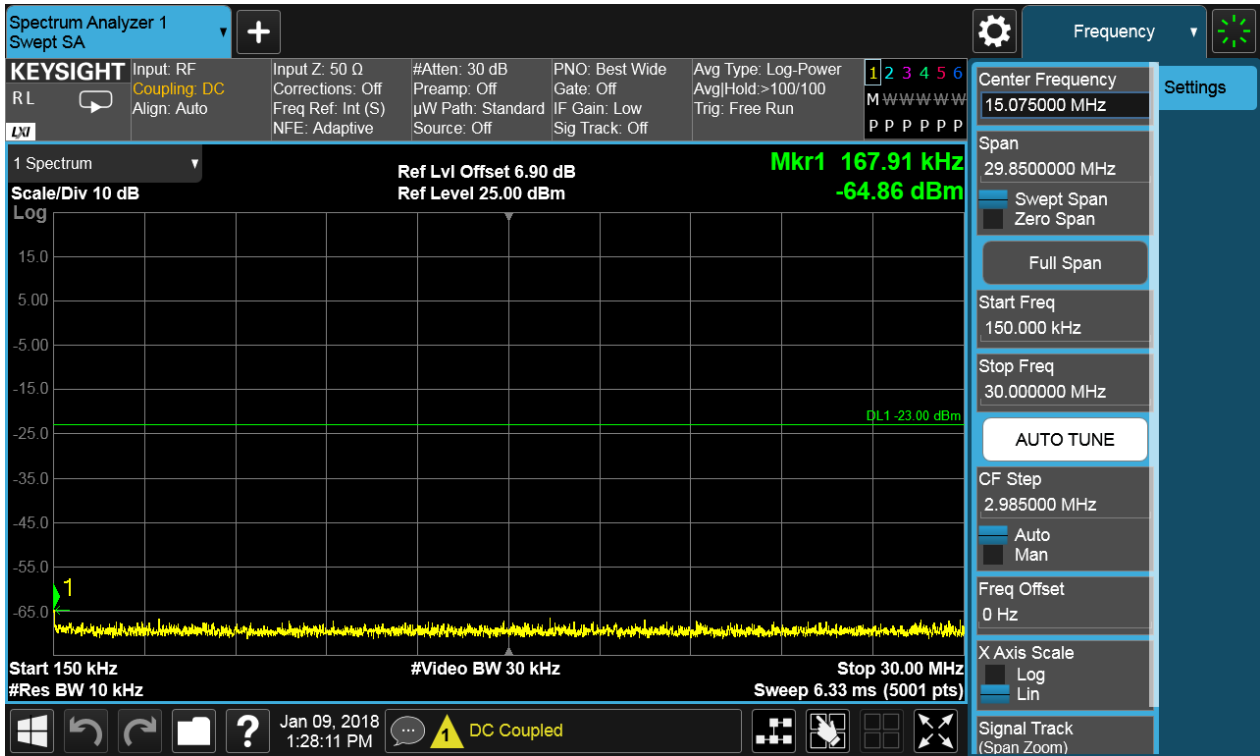 Spectrum Analyzer 1
Swept SA
Frequency
KEYSIGHT
RL
LXI
Input: RF
Coupling: DC
Align: Auto
Input Z: 50 Ω
Corrections: Off
Freq Ref: Int (S)
NFE: Adaptive
#Atten: 30 dB
Preamp: Off
µW Path: Standard
Source: Off
PNO: Best Wide
Gate: Off
IF Gain: Low
Sig Track: Off
Avg Type: Log-Power
Avg|Hold:>100/100
Trig: Free Run
1 2 3 4 5 6
M W W W W W
P P P P P P
1 Spectrum
Scale/Div 10 dB
Log
Ref Lvl Offset 6.90 dB
Ref Level 25.00 dBm
Mkr1 167.91 kHz
-64.86 dBm
15.0
5.00
-5.00
-15.0
DL1 -23.00 dBm
-25.0
-35.0
-45.0
-55.0
1
-65.0
Start 150 kHz
#Video BW 30 kHz
Stop 30.00 MHz
#Res BW 10 kHz
Sweep 6.33 ms (5001 pts)
?
Jan 09, 2018
1:28:11 PM
1
DC Coupled
Settings
Center Frequency
15.075000 MHz
Span
29.8500000 MHz
Swept Span
Zero Span
Full Span
Start Freq
150.000 kHz
Stop Freq
30.000000 MHz
AUTO TUNE
CF Step
2.985000 MHz
Auto
Man
Freq Offset
0 Hz
X Axis Scale
Log
Lin
Signal Track
(Span Zoom)